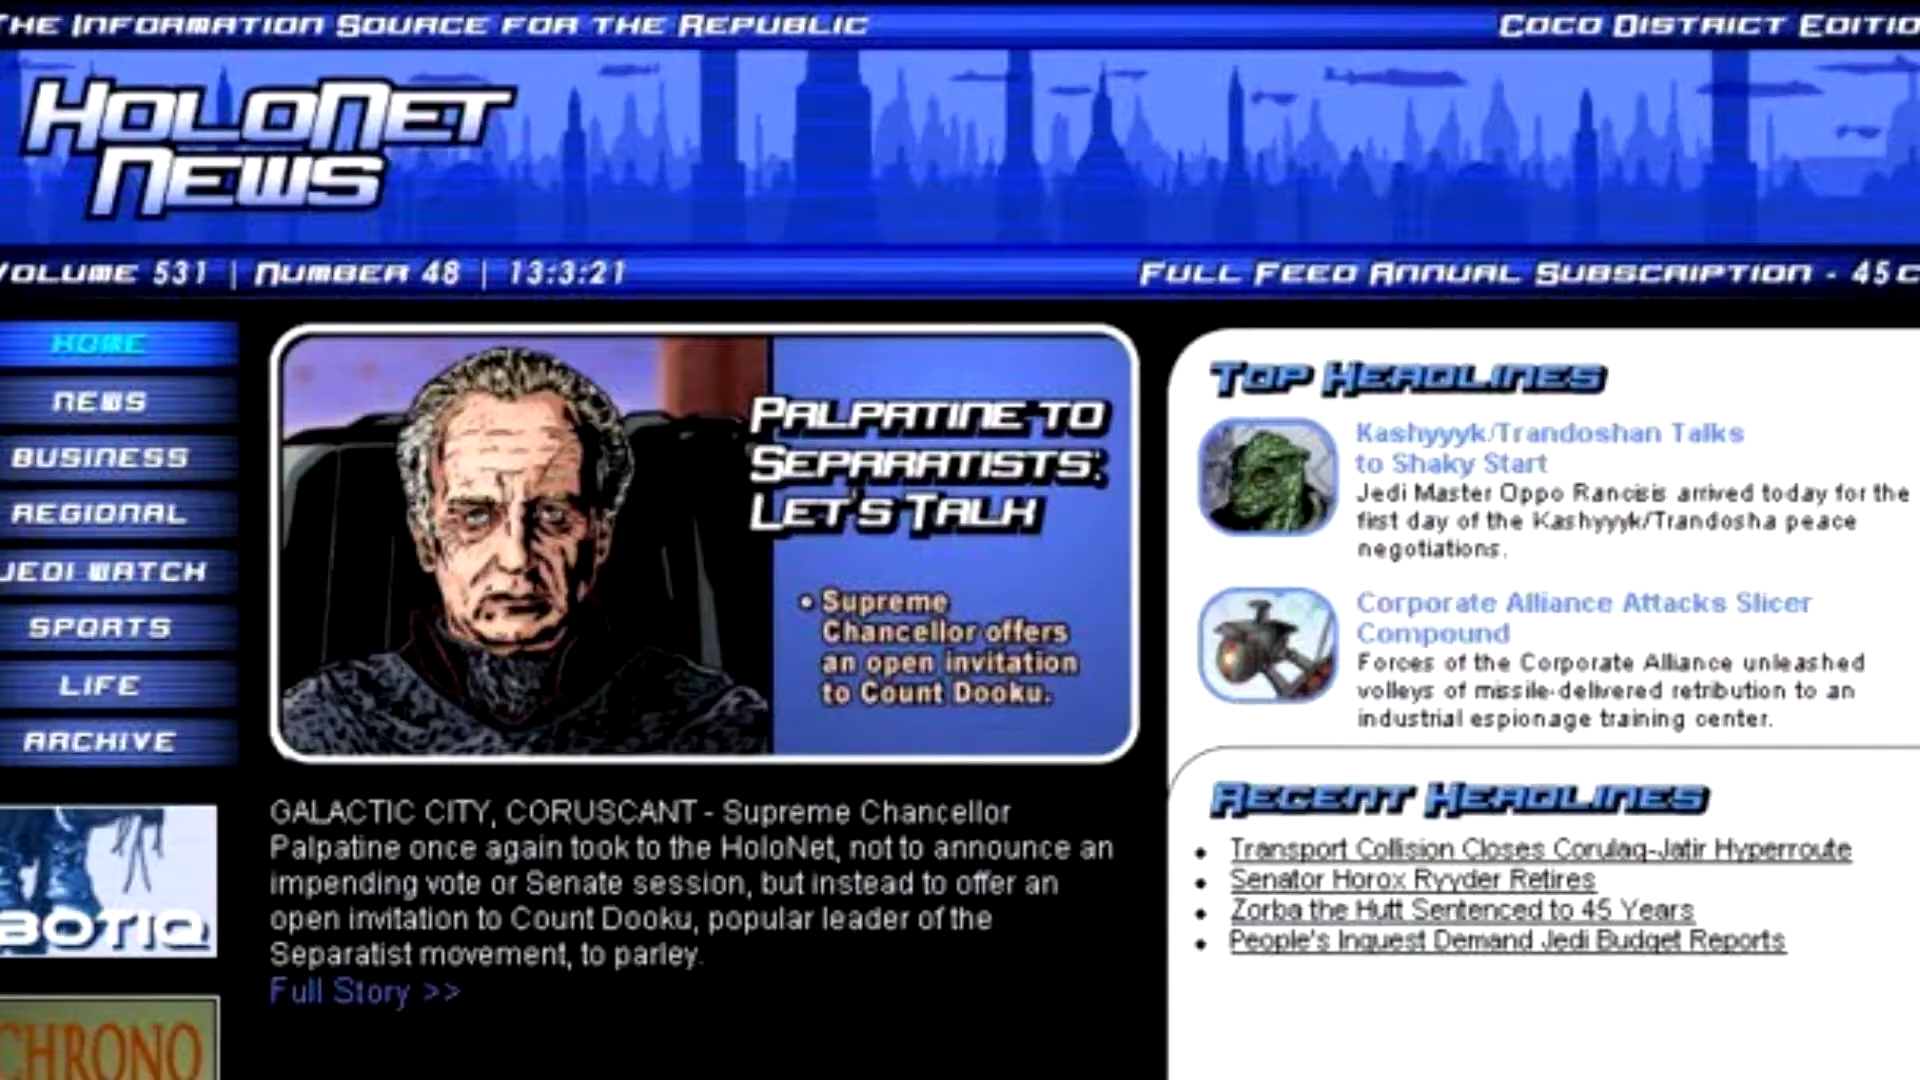 The Information Source for the Republic
Coco District
HoloNet
News
Volume 531 | Number 48 | 13:3:21
Full Feed Annual Subscription - 45
Home
News
Business
Regional
Jedi Watch
Sports
Life
Archive
Palpatine to
Separatists:
Let's Talk
• Supreme
Chancellor offers
an open invitation
to Count Dooku.
GALACTIC CITY, CORUSCANT - Supreme Chancellor
Palpatine once again took to the HoloNet, not to announce an
impending vote or Senate session, but instead to offer an
open invitation to Count Dooku, popular leader of the
Separatist movement, to parley.
Full Story >>
Top Headlines
Kashyyyk/Trandoshan Talks
to Shaky Start
Jedi Master Oppo Rancisis arrived today for the
first day of the Kashyyyk/Trandosha peace
negotiations.
Corporate Alliance Attacks Slicer
Compound
Forces of the Corporate Alliance unleashed
volleys of missile-delivered retribution to an
industrial espionage training center.
Recent Headlines
• Transport Collision Closes Corulag-Jatir Hyperroute
• Senator Horox Ryyder Retires
• Zorba the Hutt Sentenced to 45 Years
• People's Inquest Demand Jedi Budget Reports
BOTIQ
CHRONO